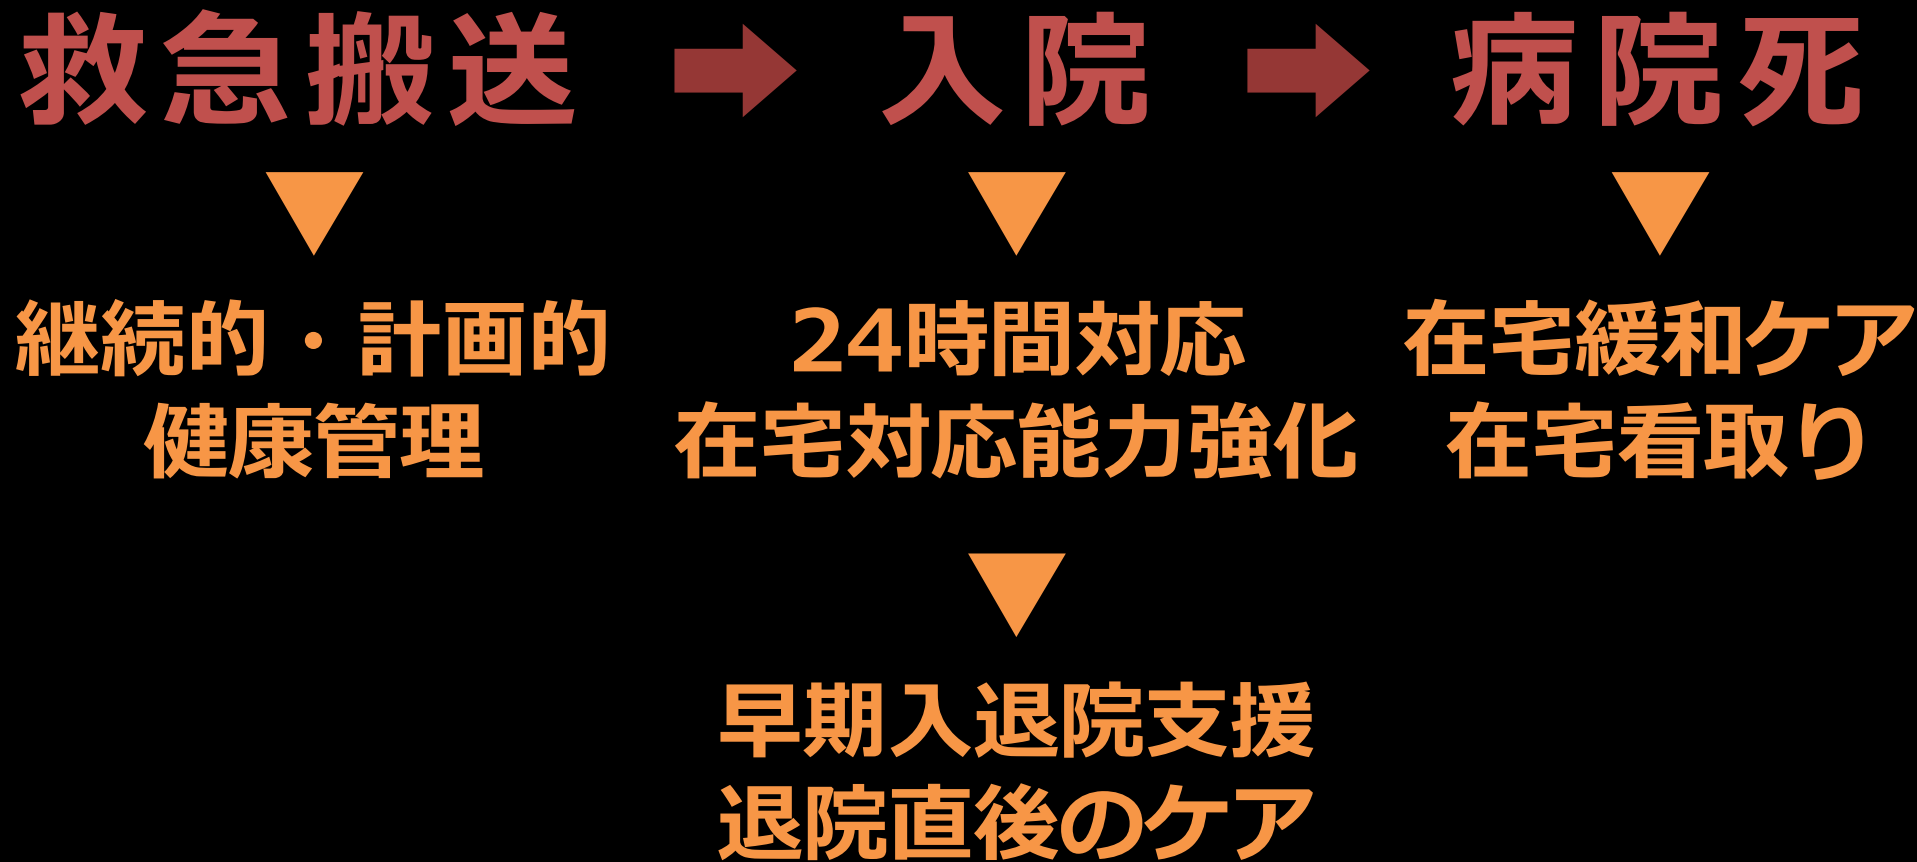 救急搬送
入院
病院死
継続的・計画的
健康管理
24時間対応
在宅対応能力強化
在宅緩和ケア
在宅看取り
早期入退院支援
退院直後のケア